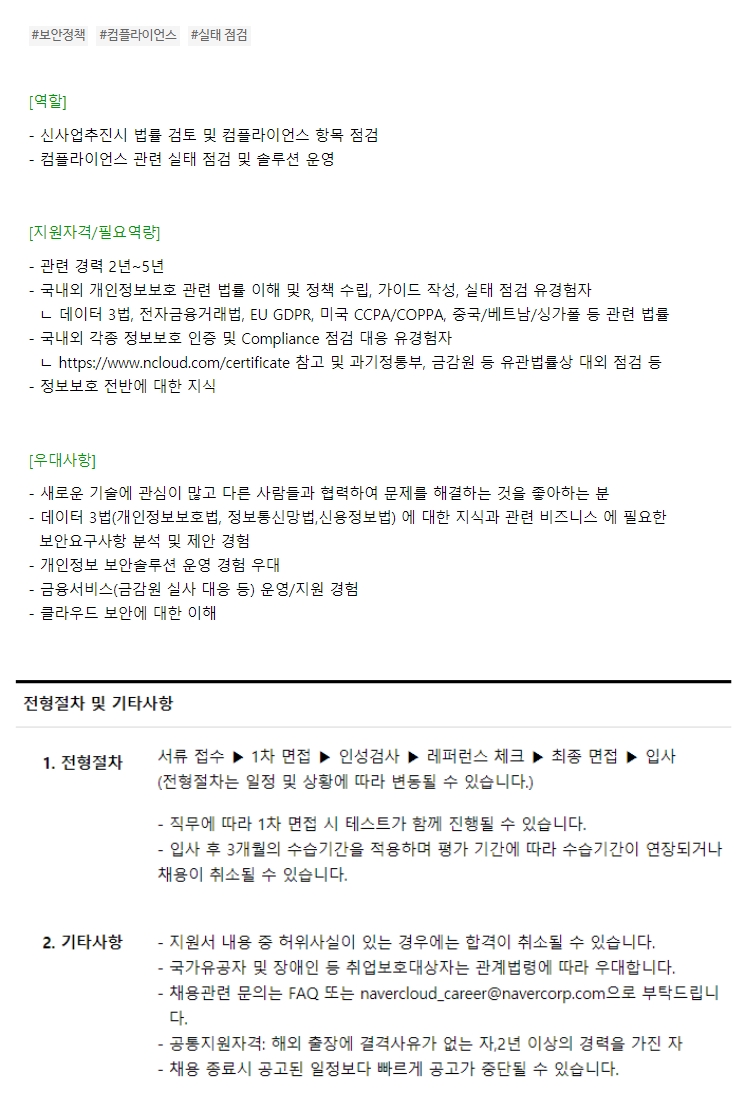 #보안정책 #컴플라이언스 #실태 점검
[역할]
- 신사업추진시 법률 검토 및 컴플라이언스 항목 점검
- 컴플라이언스 관련 실태 점검 및 솔루션 운영
[지원자격/필요역량]
- 관련 경력 2년~5년
- 국내외 개인정보보호 관련 법률 이해 및 정책 수립, 가이드 작성, 실태 점검 유경험자
ㄴ 데이터 3법, 전자금융거래법, EU GDPR, 미국 CCPA/COPPA, 중국/베트남/싱가폴 등 관련 법률
- 국내외 각종 정보보호 인증 및 Compliance 점검 대응 유경험자
ㄴ https://www.ncloud.com/certificate 참고 및 과기정통부, 금감원 등 유관법률상 대외 점검 등
- 정보보호 전반에 대한 지식
[우대사항]
- 새로운 기술에 관심이 많고 다른 사람들과 협력하여 문제를 해결하는 것을 좋아하는 분
- 데이터 3법(개인정보보호법, 정보통신망법,신용정보법) 에 대한 지식과 관련 비즈니스 에 필요한
보안요구사항 분석 및 제안 경험
- 개인정보 보안솔루션 운영 경험 우대
- 금융서비스(금감원 실사 대응 등) 운영/지원 경험
- 클라우드 보안에 대한 이해
전형절차 및 기타사항
1. 전형절차 서류 접수 ▶ 1차 면접 ▶ 인성검사 ▶ 레퍼런스 체크 ▶ 최종 면접 ▶ 입사
(전형절차는 일정 및 상황에 따라 변동될 수 있습니다.)
- 직무에 따라 1차 면접 시 테스트가 함께 진행될 수 있습니다.
- 입사 후 3개월의 수습기간을 적용하며 평가 기간에 따라 수습기간이 연장되거나
채용이 취소될 수 있습니다.
2. 기타사항 - 지원서 내용 중 허위사실이 있는 경우에는 합격이 취소될 수 있습니다.
- 국가유공자 및 장애인 등 취업보호대상자는 관계법령에 따라 우대합니다.
- 채용관련 문의는 FAQ 또는 navercloud_career@navercorp.com으로 부탁드립니
다.
- 공통지원자격: 해외 출장에 결격사유가 없는 자,2년 이상의 경력을 가진 자
- 채용 종료시 공고된 일정보다 빠르게 공고가 중단될 수 있습니다.